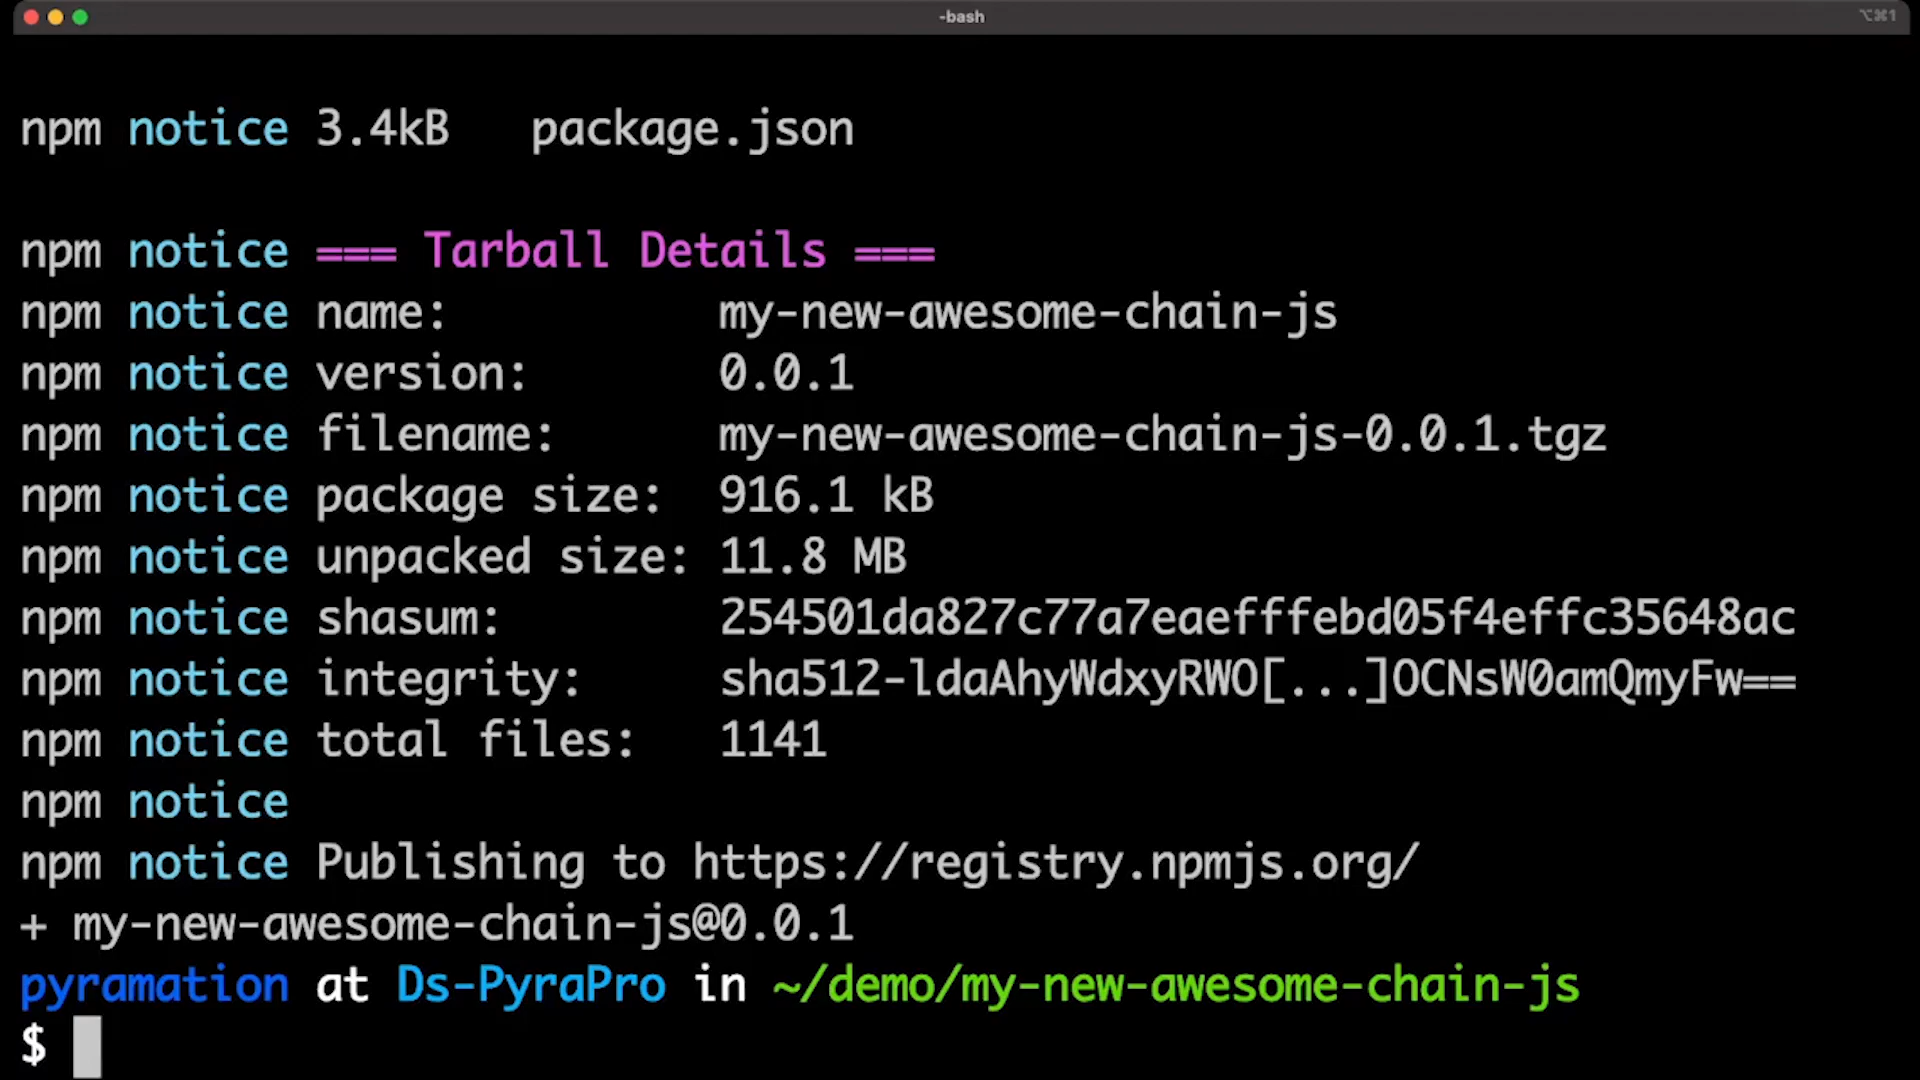 -bash
⌥⌘1
npm notice 3.4kB   package.json
npm notice === Tarball Details ===
npm notice name:          my-new-awesome-chain-js
npm notice version:       0.0.1
npm notice filename:      my-new-awesome-chain-js-0.0.1.tgz
npm notice package size:  916.1 kB
npm notice unpacked size: 11.8 MB
npm notice shasum:        254501da827c77a7eaefffebd05f4effc35648ac
npm notice integrity:     sha512-ldaAhyWdxyRWO[...]OCNsW0amQmyFw==
npm notice total files:   1141
npm notice
npm notice Publishing to https://registry.npmjs.org/
+ my-new-awesome-chain-js@0.0.1
pyramation at Ds-PyraPro in ~/demo/my-new-awesome-chain-js
$